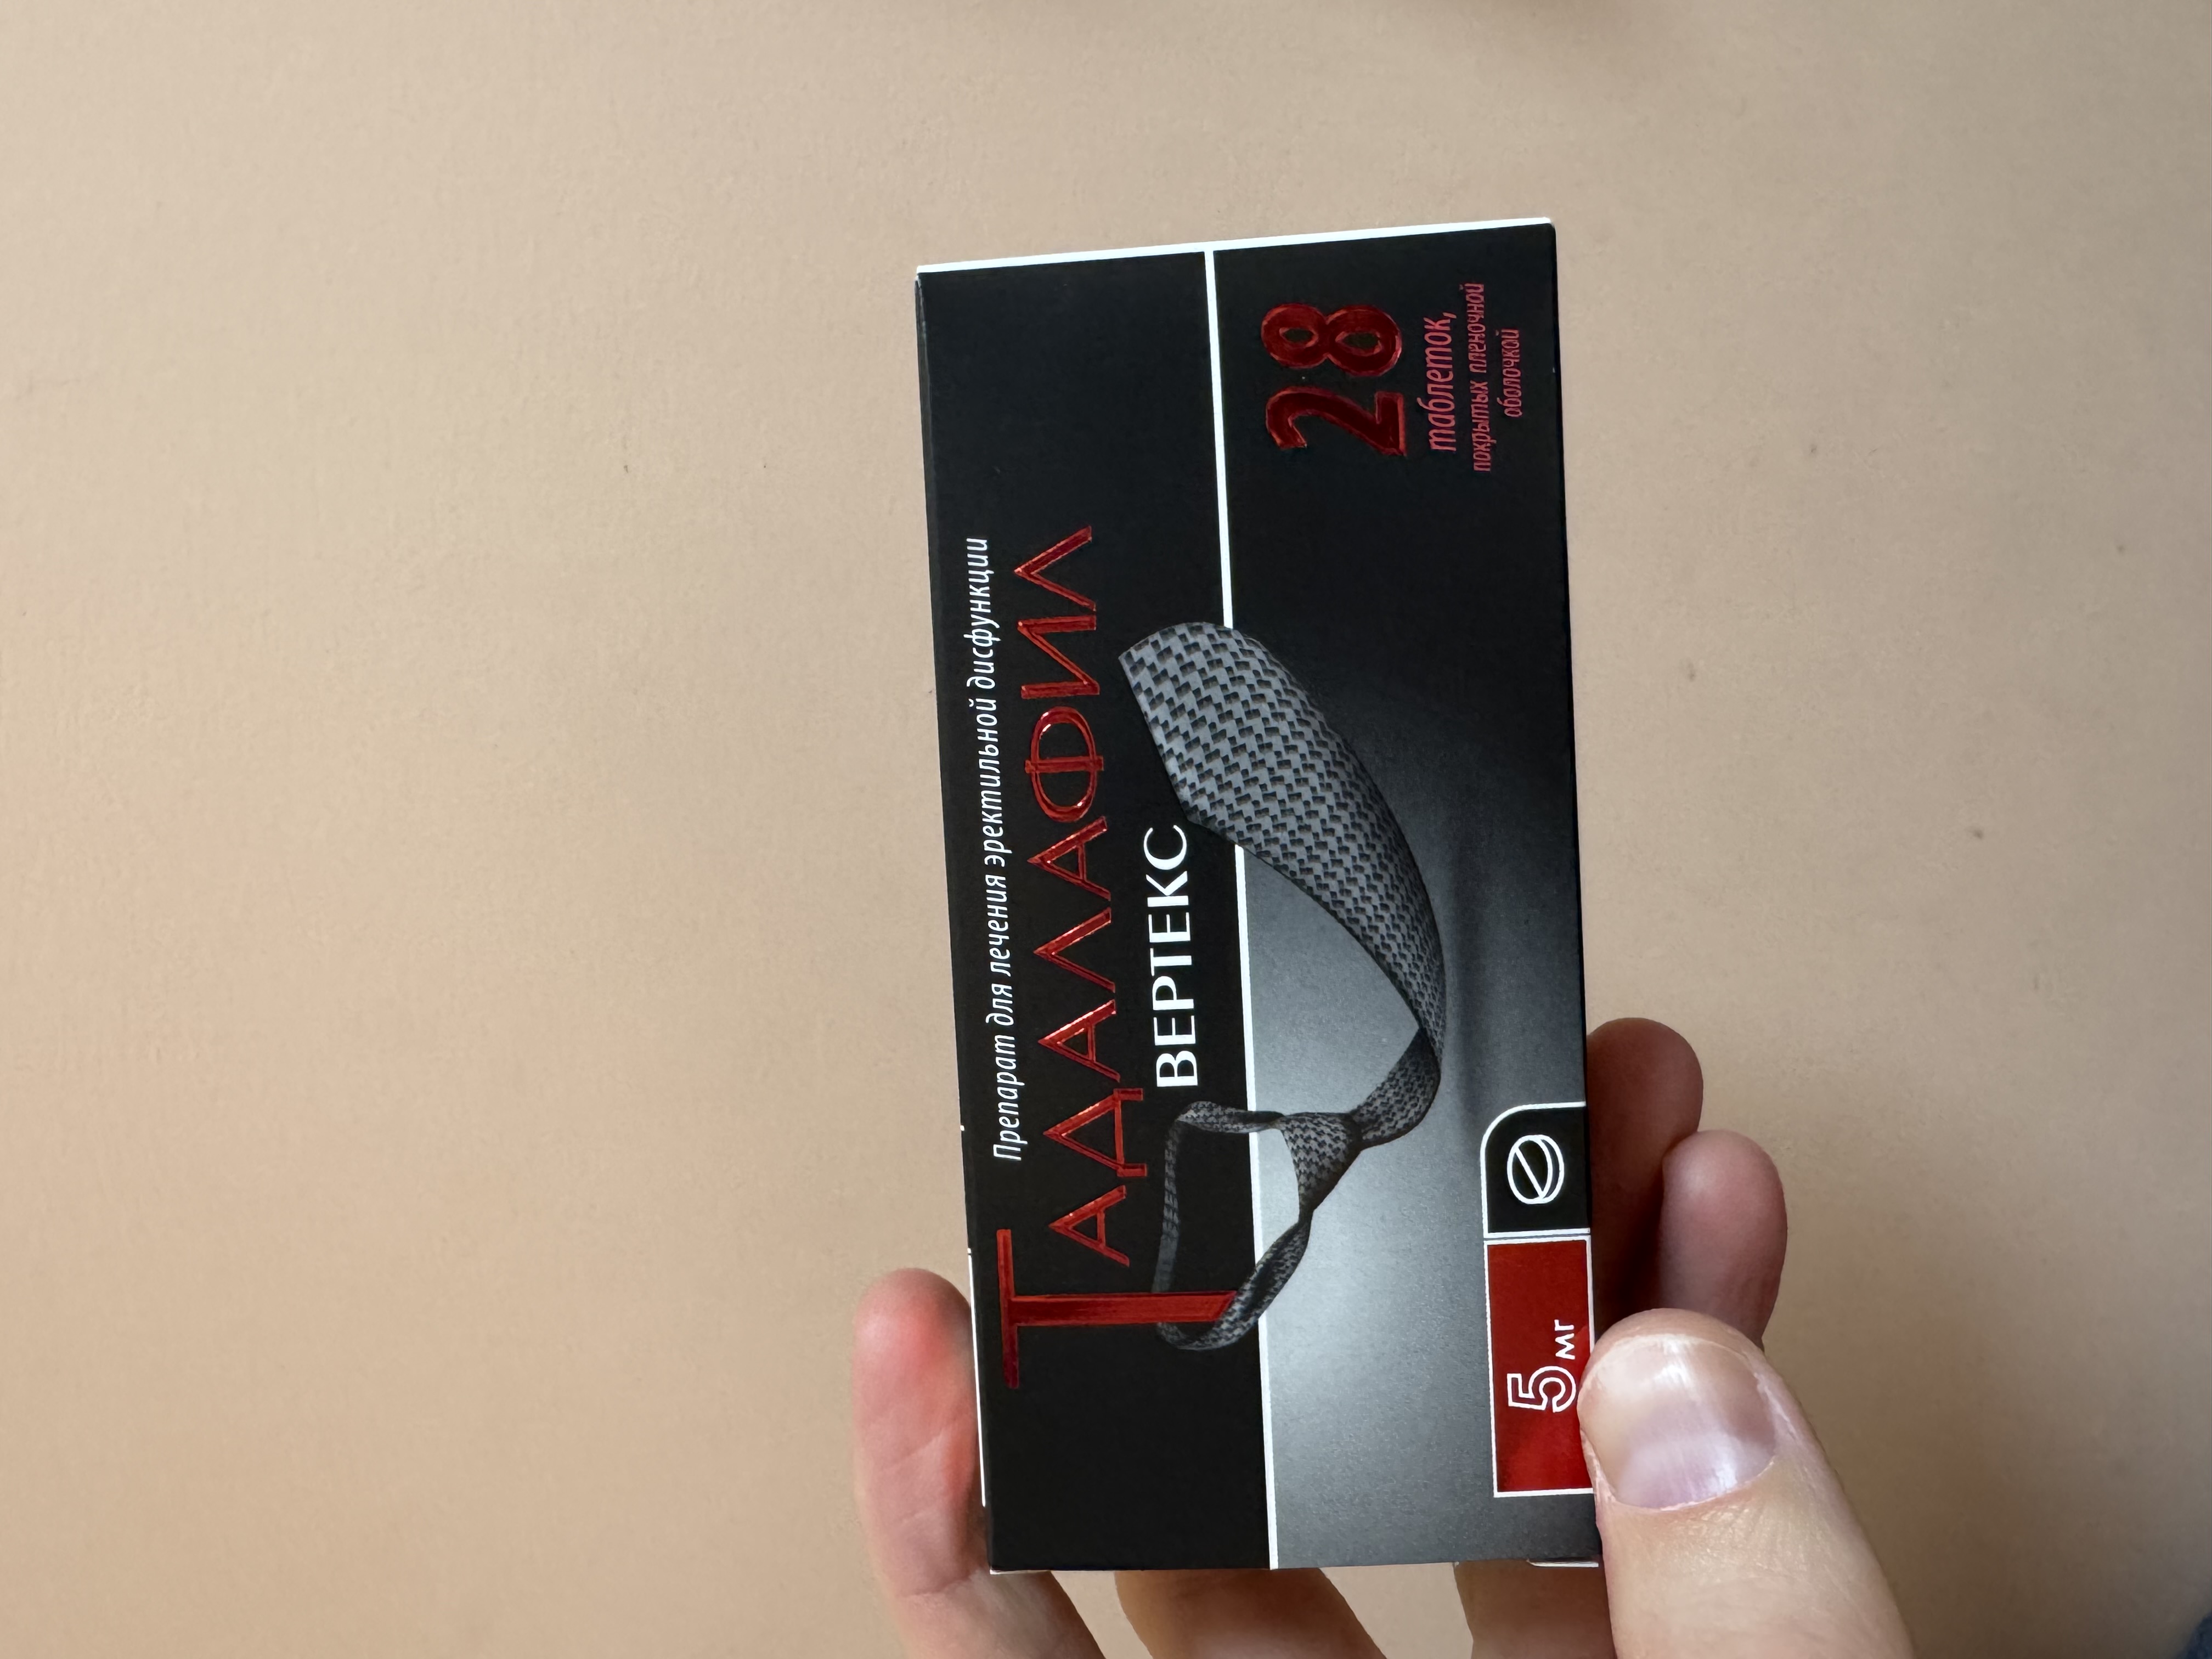 Препарат для лечения эректильной дисфункции
ТАДАЛАФИЛ
ВЕРТЕКС
28
таблеток,
покрытых пленочной
оболочкой
5 мг